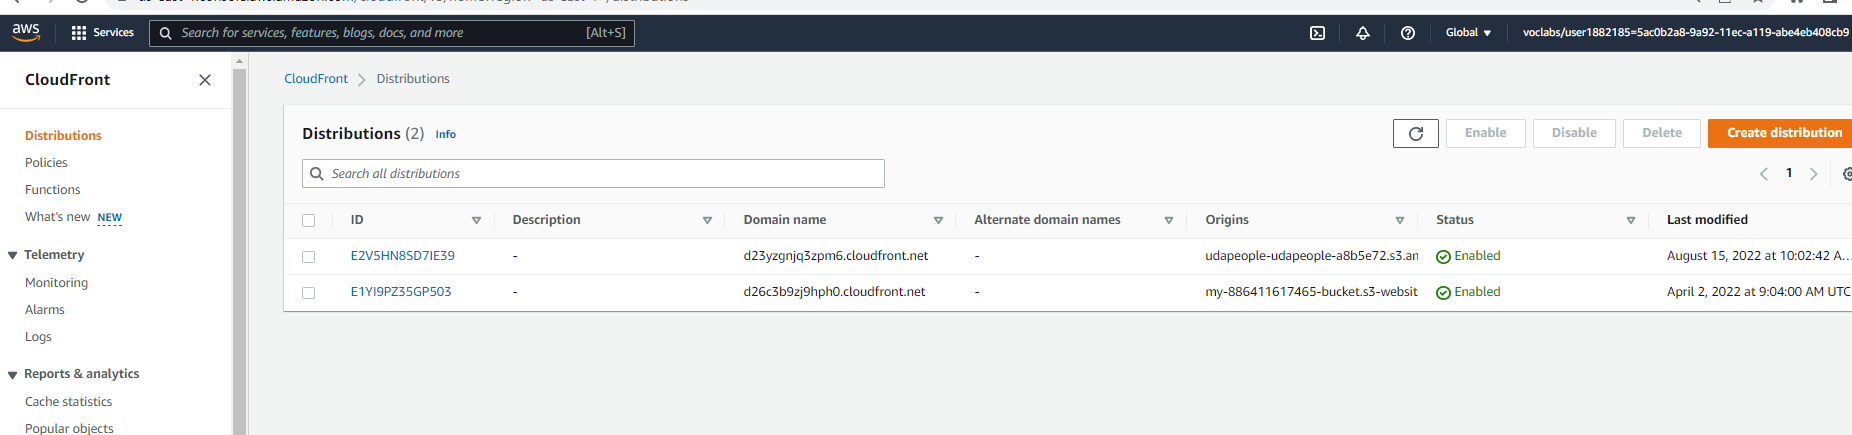 aws Services Search for services, features, blogs, docs, and more [Alt+S] Global voclabs/user1882185=5ac0b2a8-9a92-11ec-a119-abe4eb408cb9
CloudFront
Distributions
Policies
Functions
What's new NEW
Telemetry
Monitoring
Alarms
Logs
Reports & analytics
Cache statistics
Popular objects
CloudFront Distributions
Distributions (2) Info Enable Disable Delete Create distribution
Search all distributions 1
ID Description Domain name Alternate domain names Origins Status Last modified
E2V5HN8SD7IE39 - d23yzgnjq3zpm6.cloudfront.net - udapeople-udapeople-a8b5e72.s3.an Enabled August 15, 2022 at 10:02:42 A...
E1YI9PZ35GP503 - d26c3b9zj9hph0.cloudfront.net - my-886411617465-bucket.s3-websit Enabled April 2, 2022 at 9:04:00 AM UTC